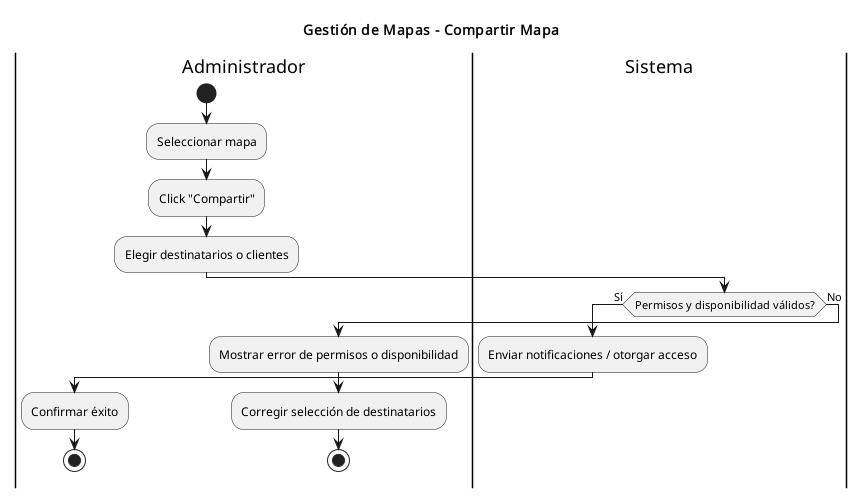 Gestión de Mapas - Compartir Mapa
Administrador
Sistema
Seleccionar mapa
Click "Compartir"
Elegir destinatarios o clientes
Sí
Permisos y disponibilidad válidos?
No
Mostrar error de permisos o disponibilidad
Enviar notificaciones / otorgar acceso
Confirmar éxito
Corregir selección de destinatarios